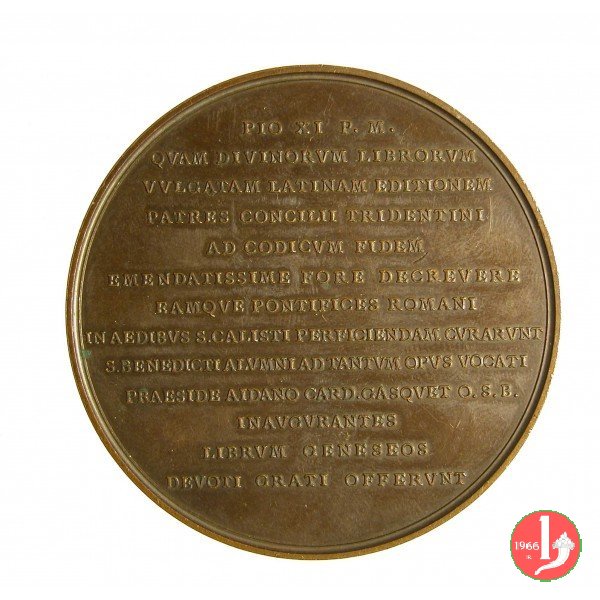 PIO XI P. M.
QVAM DIVINORVM LIBRORVM
VVLGATAM LATINAM EDITIONEM
PATRES CONCILII TRIDENTINI
AD CODICVM FIDEM
EMENDATISSIME FORE DECREVERE
EAMQVE PONTIFICES ROMANI
IN AEDIBVS S. CALISTI PERFICIENDAM CVRARVNT
S. BENEDICTI ALVMNI AD TANTVM OPVS VOCATI
PRAESIDE AIDANO CARD. GASQVET O. S. B.
INAVGVRANTES
LIBRVM GENESEOS
DEVOTI GRATI OFFERVNT
1966